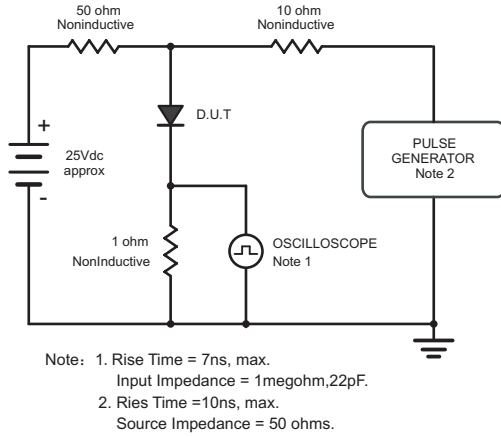 50 ohm
Noninductive
10 ohm
Noninductive
D.U.T
+
25Vdc
approx
-
PULSE
GENERATOR
Note 2
1 ohm
NonInductive
OSCILLOSCOPE
Note 1
Note: 1. Rise Time = 7ns, max.
Input Impedance = 1megohm,22pF.
2. Ries Time =10ns, max.
Source Impedance = 50 ohms.